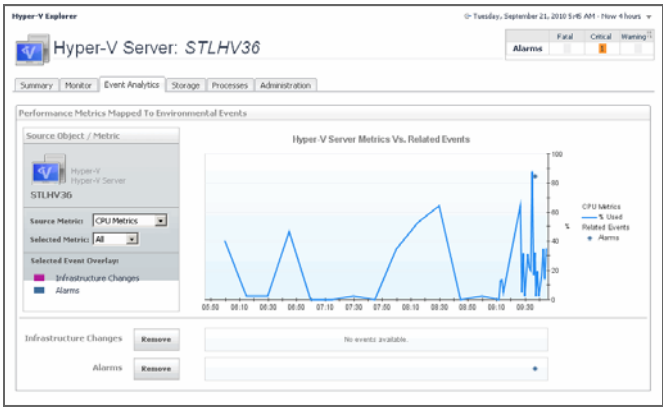 Hyper-V Explorer
Tuesday, September 21, 2010 5:45 AM - Now 4 hours
Hyper-V Server: STLHV36
Fatal Critical Warning
Alarms 1
Summary Monitor Event Analytics Storage Processes Administration
Performance Metrics Mapped To Environmental Events
Source Object / Metric
Hyper-V
Hyper-V Server
STLHV36
Source Metric: CPU Metrics
Selected Metric: All
Selected Event Overlay:
Infrastructure Changes
Alarms
Hyper-V Server Metrics Vs. Related Events
100
80
60
40
20
0
%
CPU Metrics
% Used
Related Events
Alarms
05:50 06:10 06:30 06:50 07:10 07:30 07:50 08:10 08:30 08:50 09:10 09:30
Infrastructure Changes Remove No events available.
Alarms Remove